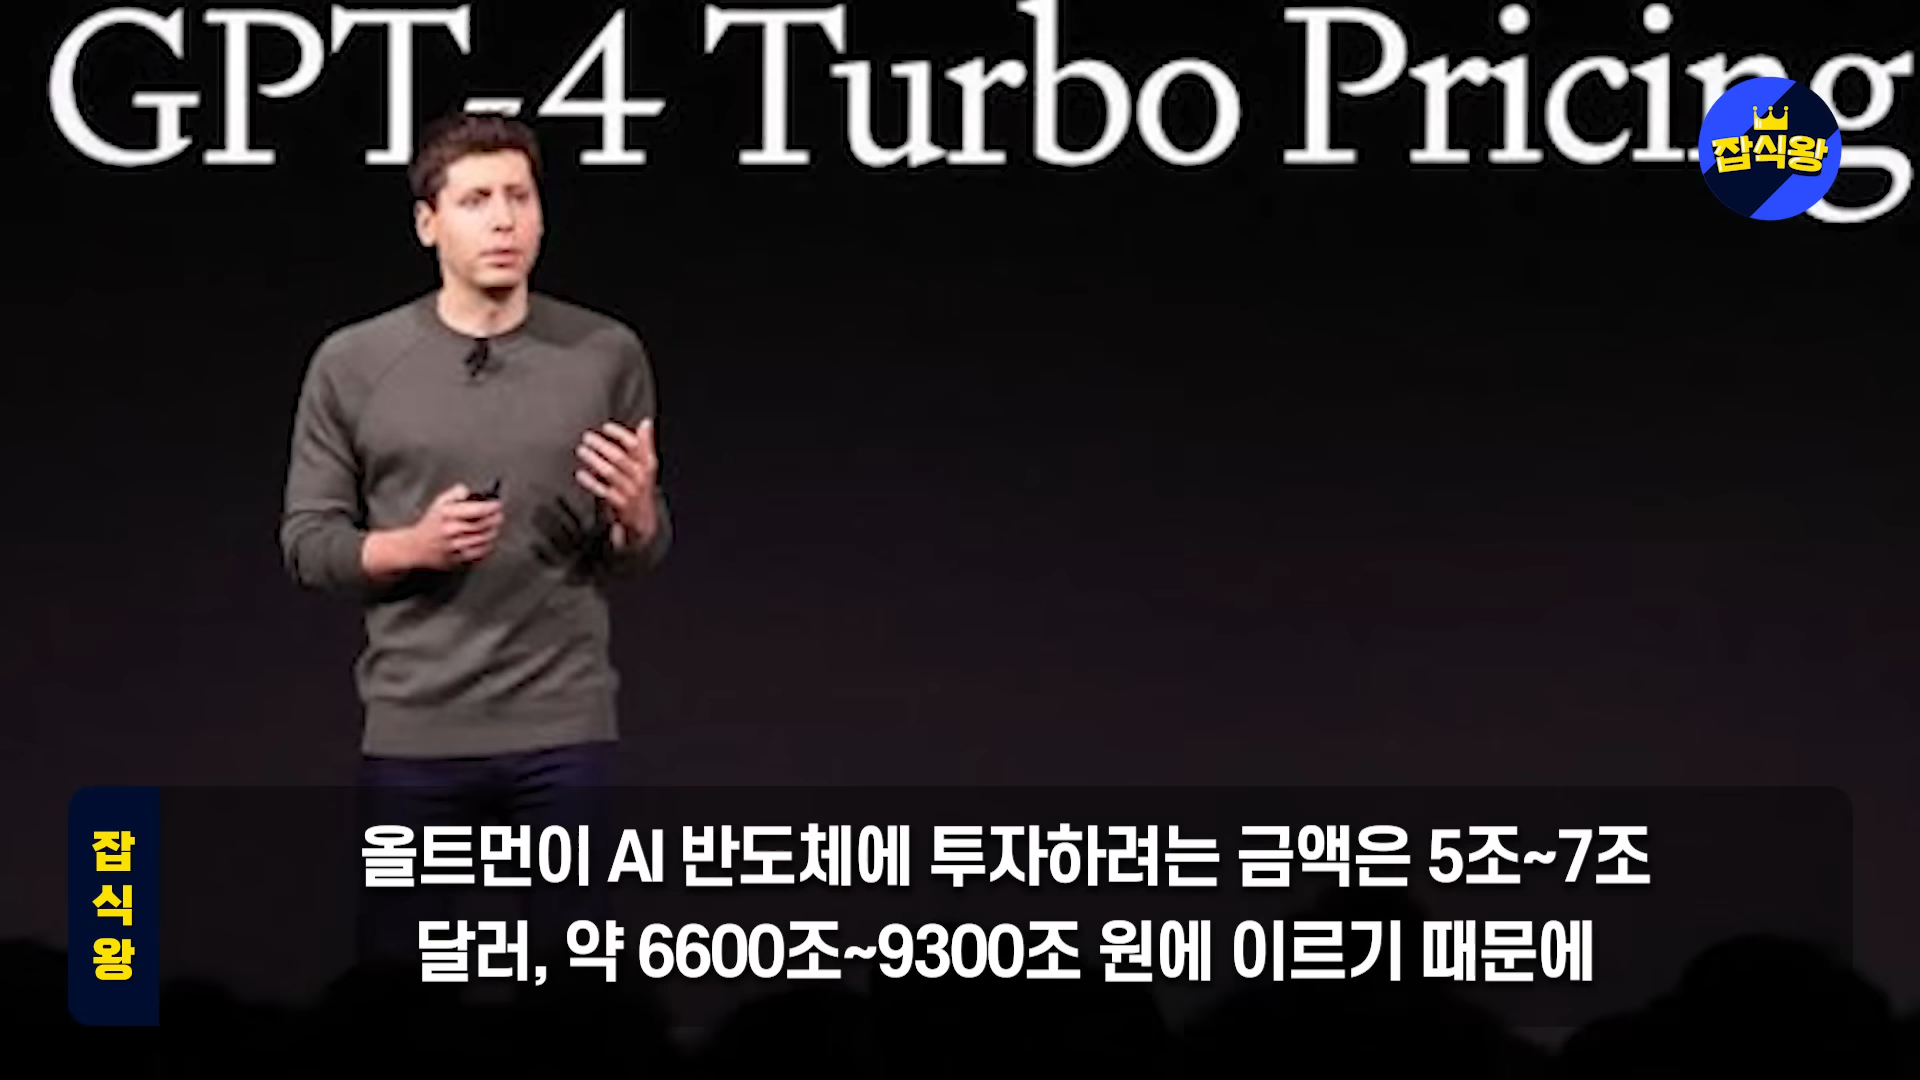 GPT-4 Turbo Pricing
잡식왕
잡
식
왕
올트먼이 AI 반도체에 투자하려는 금액은 5조~7조
달러, 약 6600조~9300조 원에 이르기 때문에